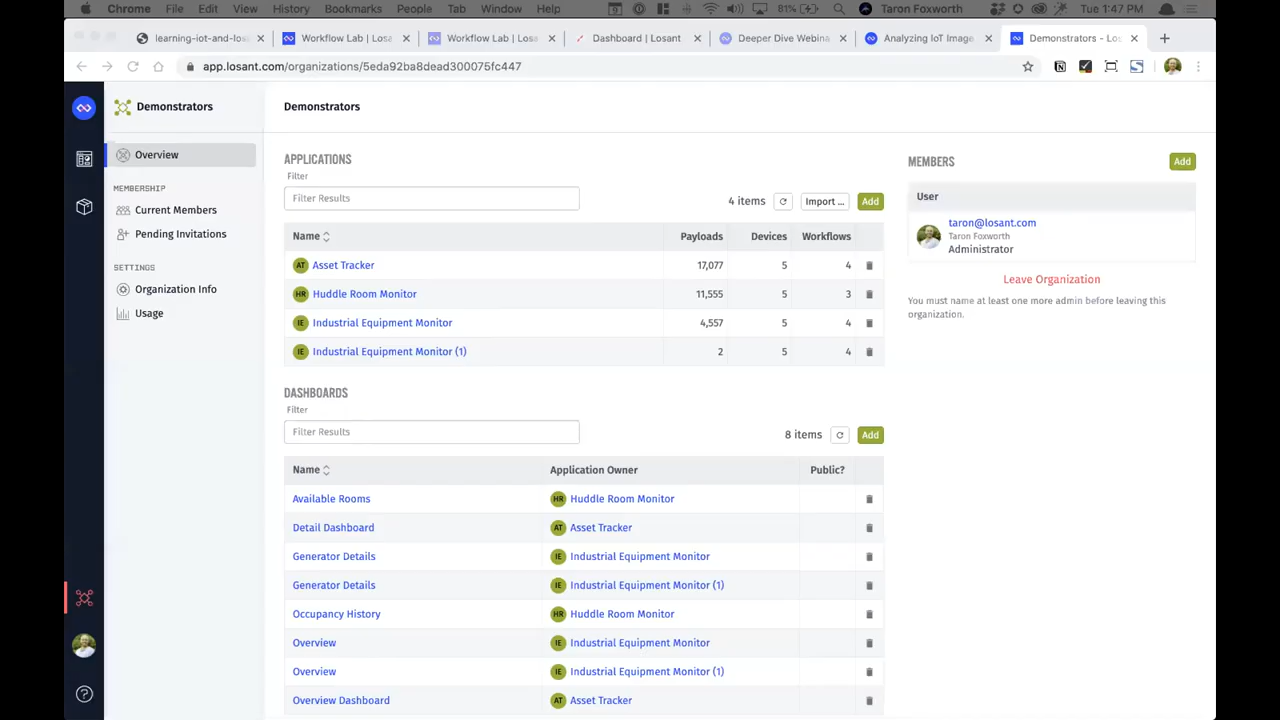 Chrome File Edit View History Bookmarks People Tab Window Help 81% Taron Foxworth Tue 1:47 PM
learning-iot-and-los Workflow Lab | Losa Workflow Lab | Losa Dashboard | Losant Deeper Dive Webina Analyzing IoT Image Demonstrators - Los
app.losant.com/organizations/5eda92ba8dead300075fc447
Demonstrators
Overview
MEMBERSHIP
Current Members
Pending Invitations
SETTINGS
Organization Info
Usage
Demonstrators
APPLICATIONS
Filter
Filter Results
4 items Import ... Add
Name Payloads Devices Workflows
AT Asset Tracker 17,077 5 4
HR Huddle Room Monitor 11,555 5 3
IE Industrial Equipment Monitor 4,557 5 4
IE Industrial Equipment Monitor (1) 2 5 4
DASHBOARDS
Filter
Filter Results
8 items Add
Name Application Owner Public?
Available Rooms HR Huddle Room Monitor
Detail Dashboard AT Asset Tracker
Generator Details IE Industrial Equipment Monitor
Generator Details IE Industrial Equipment Monitor (1)
Occupancy History HR Huddle Room Monitor
Overview IE Industrial Equipment Monitor
Overview IE Industrial Equipment Monitor (1)
Overview Dashboard AT Asset Tracker
MEMBERS Add
User
taron@losant.com
Taron Foxworth
Administrator
Leave Organization
You must name at least one more admin before leaving this
organization.